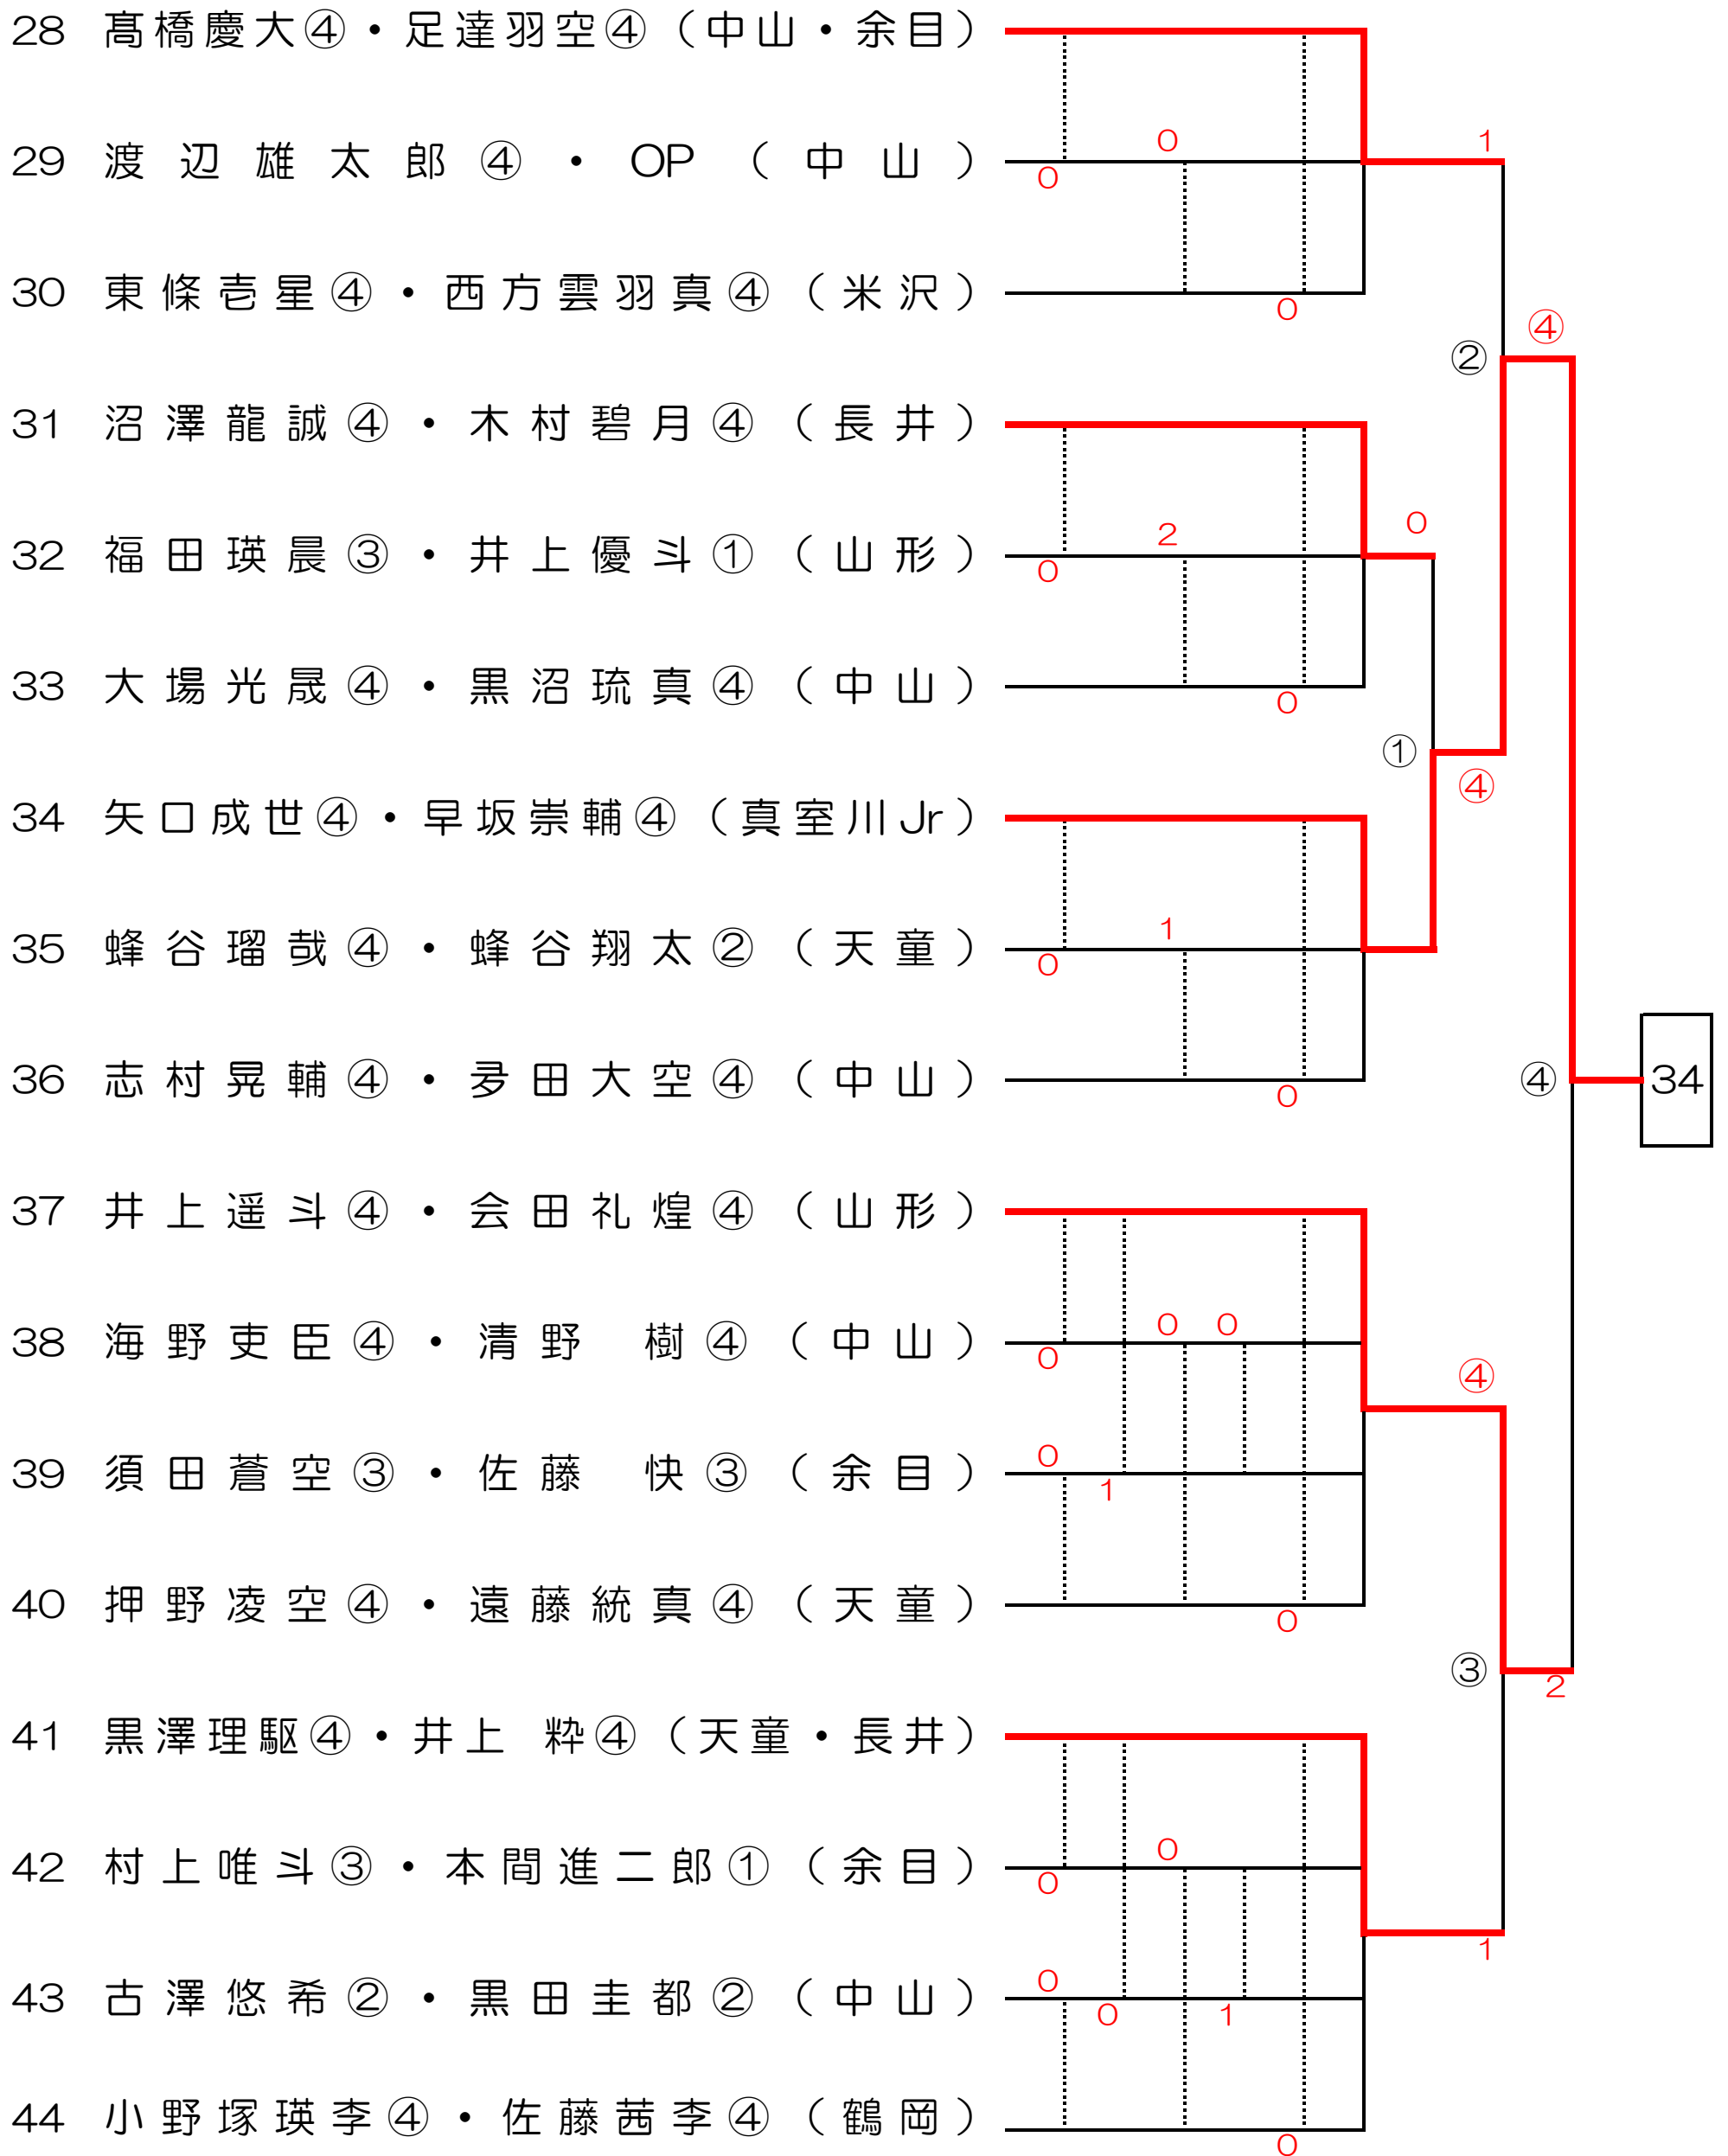 28 髙橋慶大④・足達羽空④（中山・余目）
1
0
29 渡辺雄太郎④・OP（中山）
0
30 東條壱星④・西方雲羽真④（米沢）
0
④
②
31 沼澤龍誠④・木村碧月④（長井）
0
2
32 福田瑛晨③・井上優斗①（山形）
0
33 大場光晟④・黒沼琉真④（中山）
0
①
④
34 矢口成世④・早坂崇輔④（真室川Jr）
1
35 蜂谷瑠哉④・蜂谷翔太②（天童）
0
36 志村晃輔④・夛田大空④（中山）
0
④
34
37 井上遥斗④・会田礼煌④（山形）
0 0
38 海野吏臣④・清野 樹④（中山）
0
④
0
39 須田蒼空③・佐藤 快③（余目）
1
40 押野凌空④・遠藤統真④（天童）
0
③
2
41 黒澤理駆④・井上 粋④（天童・長井）
0
42 村上唯斗③・本間進二郎①（余目）
0
1
0
43 古澤悠希②・黒田圭都②（中山）
0 1
44 小野塚瑛李④・佐藤茜李④（鶴岡）
0